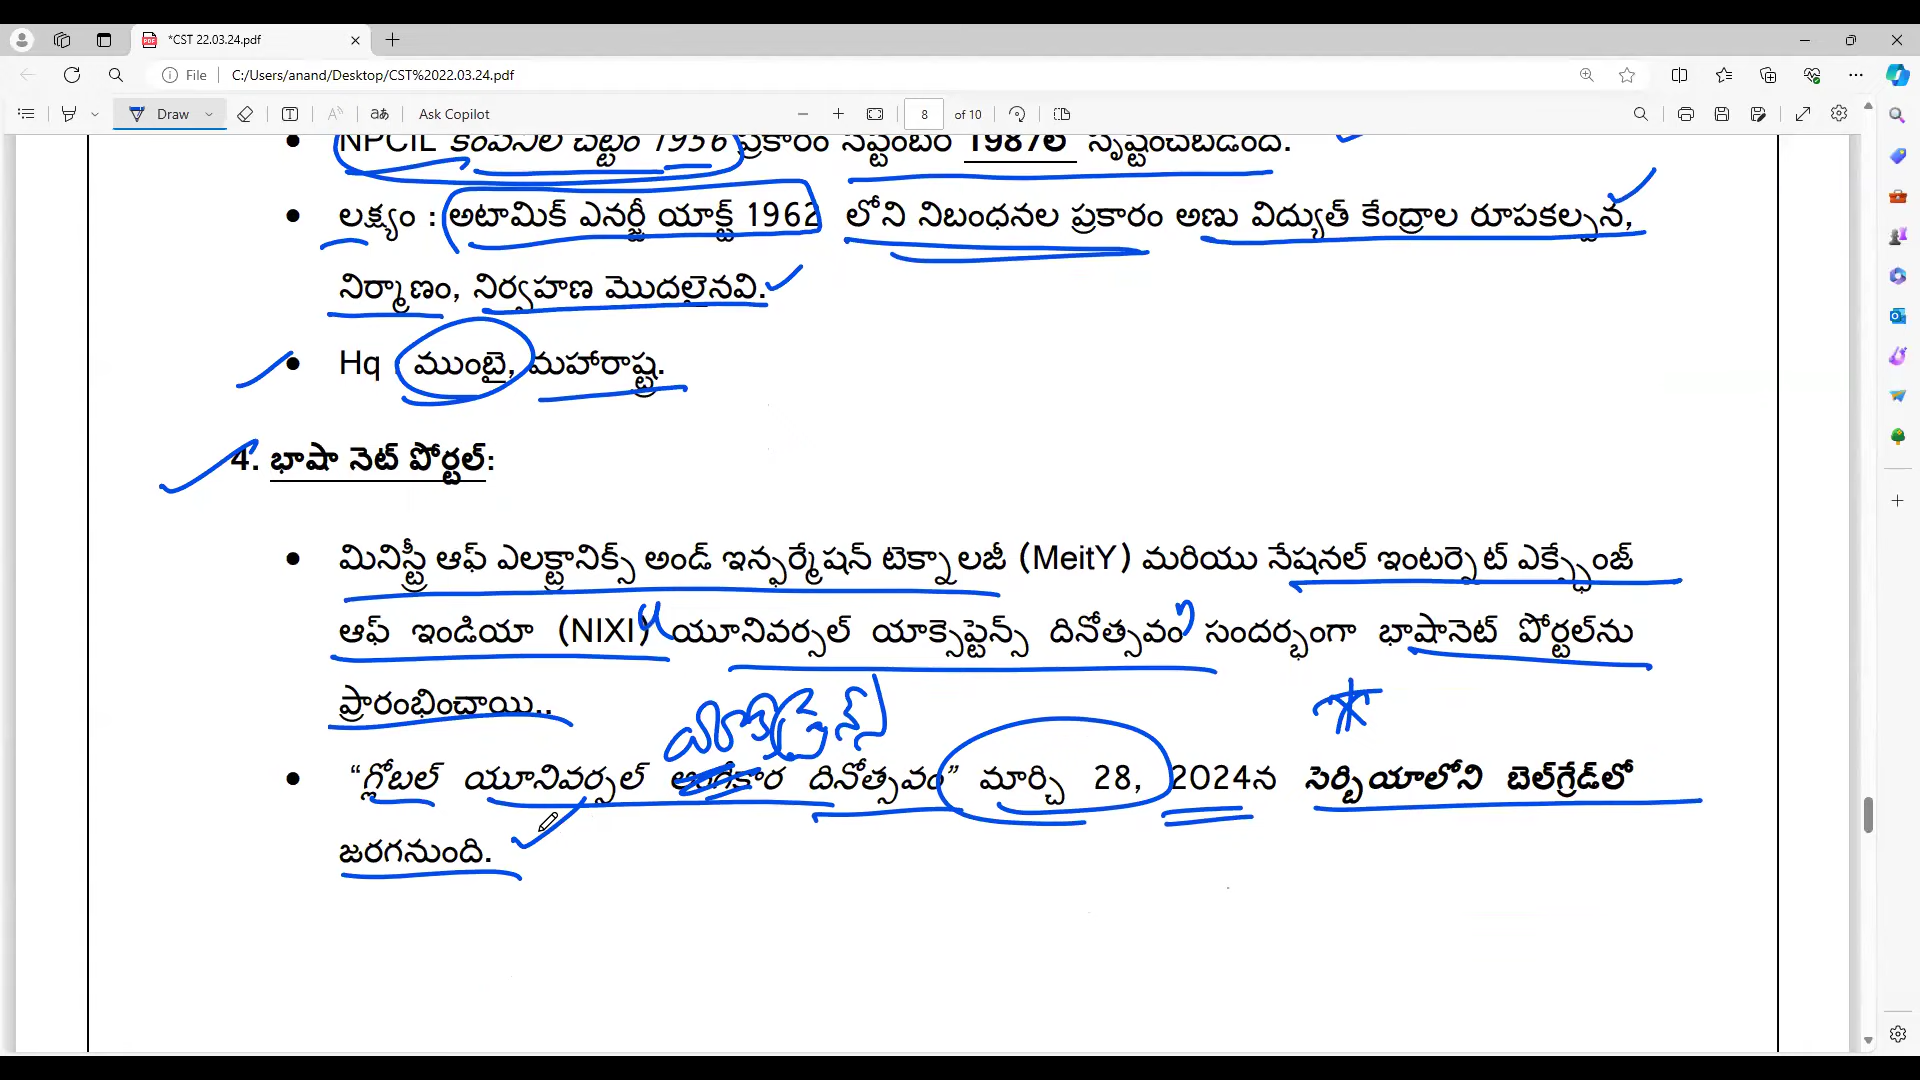 *CST 22.03.24.pdf
File C:/Users/anand/Desktop/CST%2022.03.24.pdf
Draw Ask Copilot 8 of 10
• NPCIL కంపెనీల చట్టం 1956 ప్రకారం సెప్టెంబర్ 1987లో సృష్టించబడింది.
• లక్ష్యం : అటామిక్ ఎనర్జీ యాక్ట్ 1962 లోని నిబంధనల ప్రకారం అణు విద్యుత్ కేంద్రాల రూపకల్పన,
నిర్మాణం, నిర్వహణ మొదలైనవి.
• Hq ముంబై, మహారాష్ట్ర.
4. భాషా నెట్ పోర్టల్:
• మినిస్ట్రీ ఆఫ్ ఎలక్ట్రానిక్స్ అండ్ ఇన్ఫర్మేషన్ టెక్నాలజీ (MeitY) మరియు నేషనల్ ఇంటర్నెట్ ఎక్స్ఛేంజ్
ఆఫ్ ఇండియా (NIXI) యూనివర్సల్ యాక్సెప్టెన్స్ దినోత్సవం సందర్భంగా భాషానెట్ పోర్టల్‌ను
ప్రారంభించాయి..
• “గ్లోబల్ యూనివర్సల్ అంగీకార దినోత్సవం” మార్చి 28, 2024న సెర్బియాలోని బెల్‌గ్రేడ్‌లో
జరగనుంది.